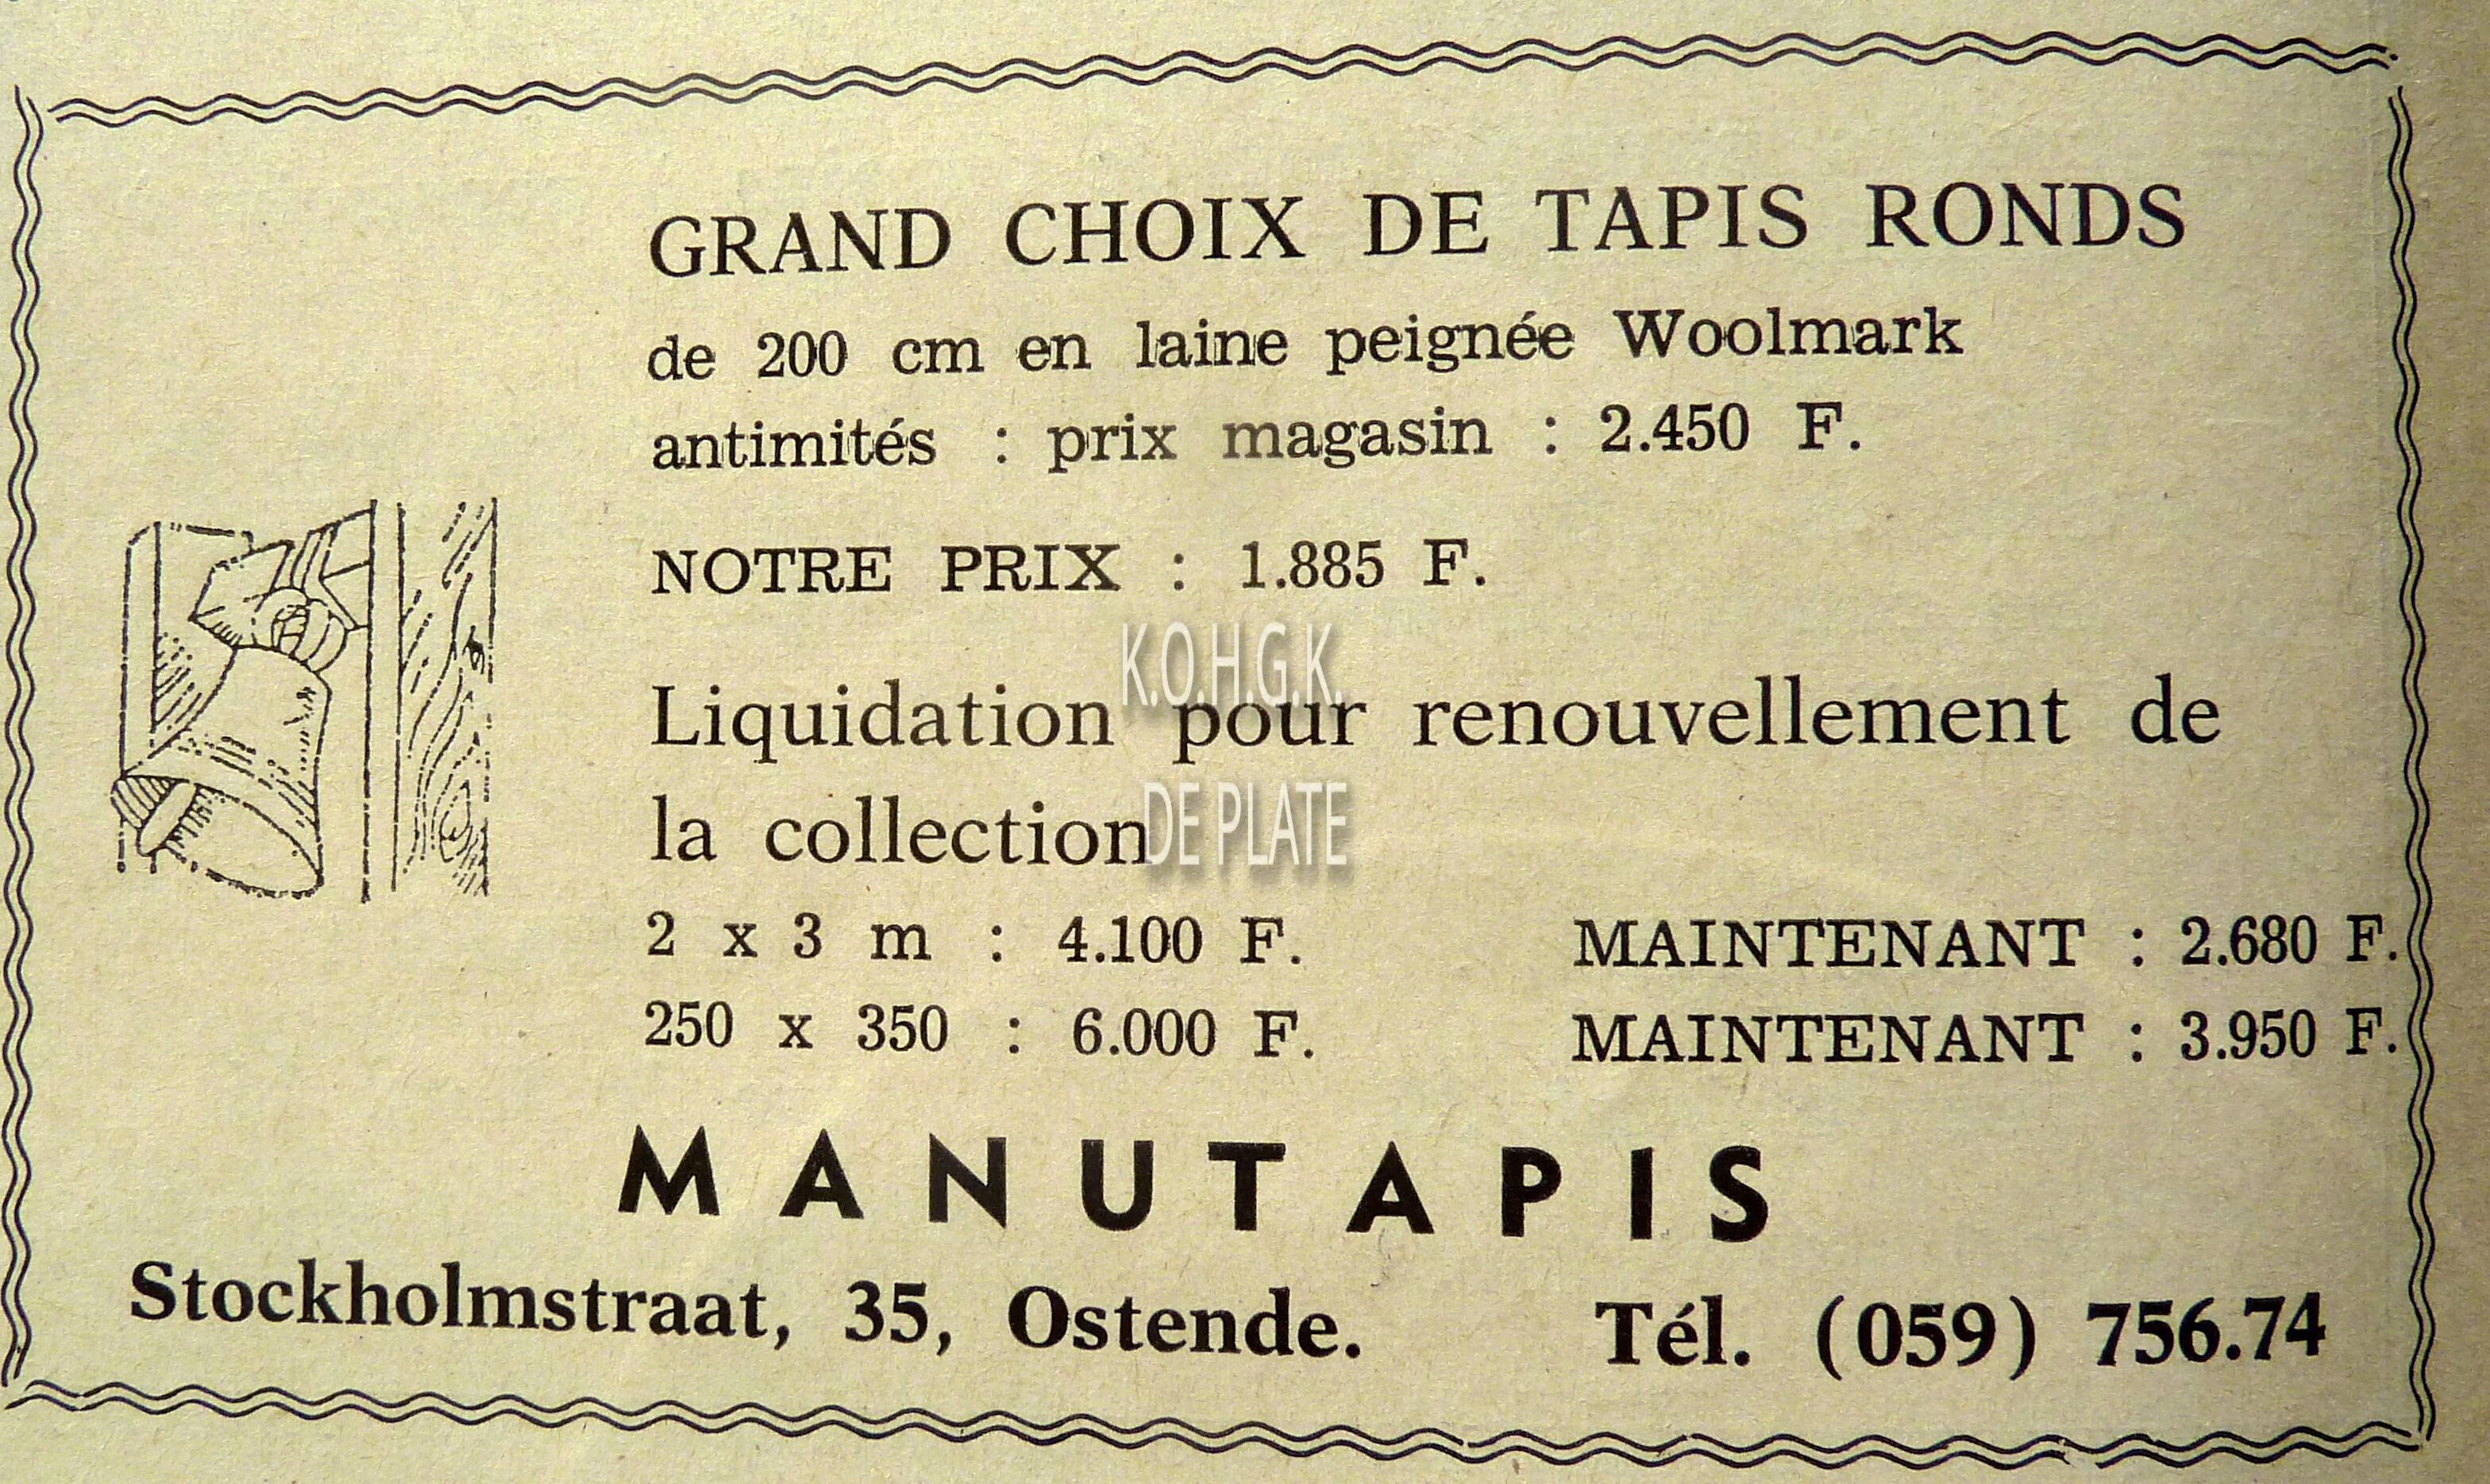 GRAND CHOIX DE TAPIS RONDS
de 200 cm en laine peignée Woolmark
antimités : prix magasin : 2.450 F.
NOTRE PRIX : 1.885 F.
K.O.H.G.K.
Liquidation pour renouvellement de
la collection
DE PLATE
2 x 3 m : 4.100 F. MAINTENANT : 2.680 F.
250 x 350 : 6.000 F. MAINTENANT : 3.950 F.
MANUTAPIS
Stockholmstraat, 35, Ostende. Tél. (059) 756.74